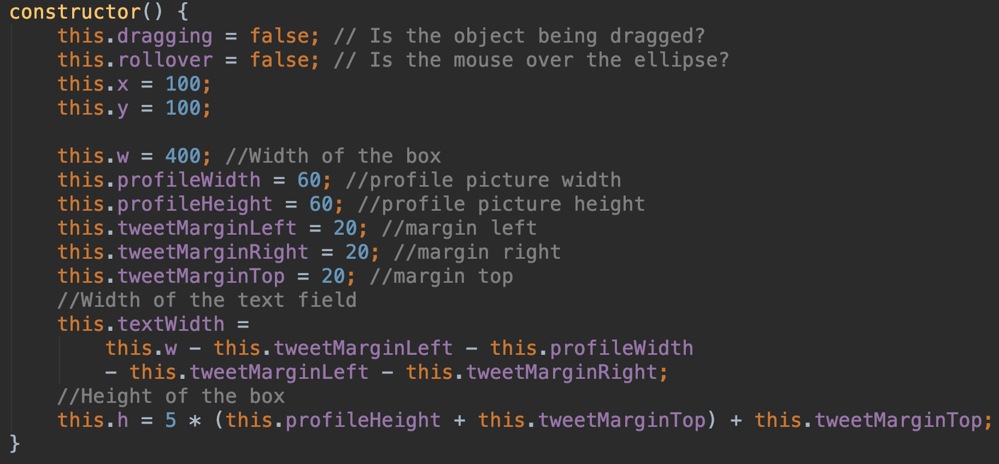 constructor() {
this.dragging = false; // Is the object being dragged?
this.rollover = false; // Is the mouse over the ellipse?
this.x = 100;
this.y = 100;
this.w = 400; //Width of the box
this.profileWidth = 60; //profile picture width
this.profileHeight = 60; //profile picture height
this.tweetMarginLeft = 20; //margin left
this.tweetMarginRight = 20; //margin right
this.tweetMarginTop = 20; //margin top
//Width of the text field
this.textWidth =
this.w - this.tweetMarginLeft - this.profileWidth
- this.tweetMarginLeft - this.tweetMarginRight;
//Height of the box
this.h = 5 * (this.profileHeight + this.tweetMarginTop) + this.tweetMarginTop;
}